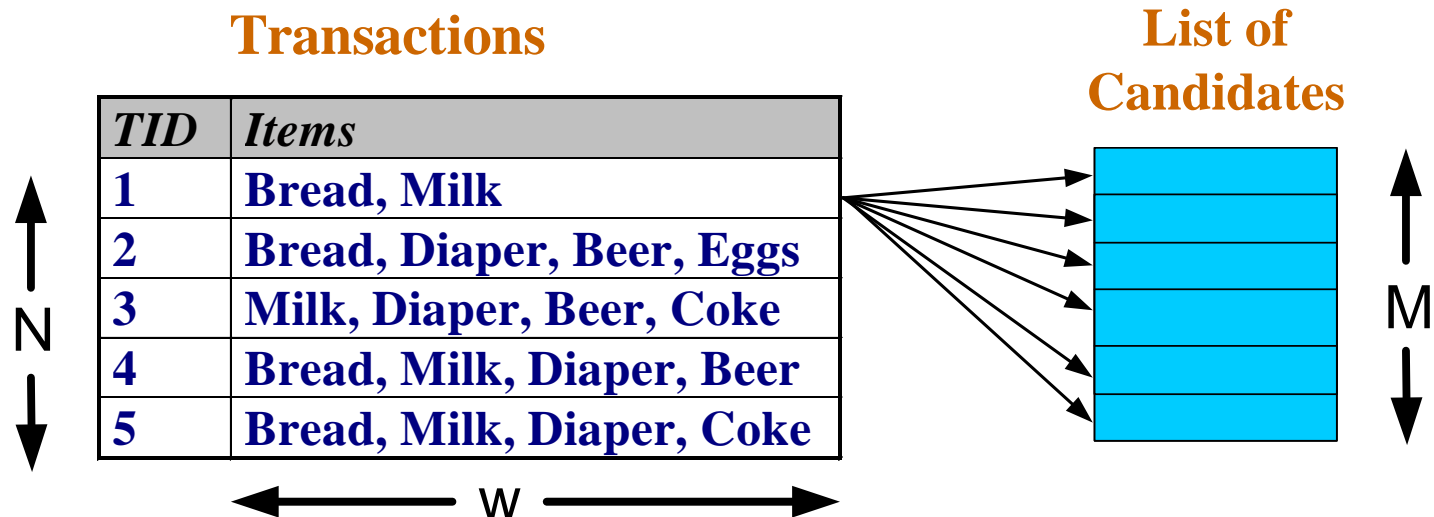 Transactions
List of
Candidates
TID Items
1 Bread, Milk
2 Bread, Diaper, Beer, Eggs
3 Milk, Diaper, Beer, Coke
4 Bread, Milk, Diaper, Beer
5 Bread, Milk, Diaper, Coke
N
M
w